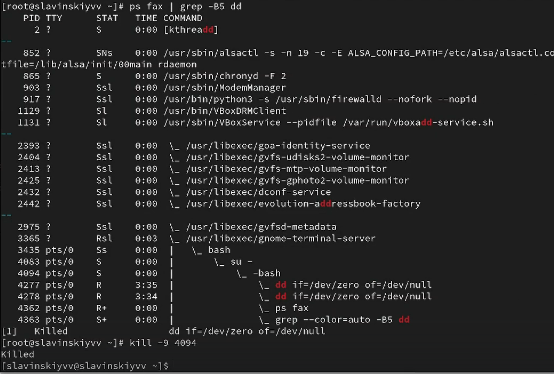 [root@slavinskiyvv ~]# ps fax | grep -B5 dd
PID TTY STAT TIME COMMAND
2 ? S 0:00 [kthreadd]
--
852 ? SNs 0:00 /usr/sbin/alsactl -s -n 19 -c -E ALSA_CONFIG_PATH=/etc/alsa/alsactl.co
tfile=/lib/alsa/init/00main rdaemon
865 ? S 0:00 /usr/sbin/chronyd -F 2
903 ? Ssl 0:00 /usr/sbin/ModemManager
917 ? Ssl 0:00 /usr/bin/python3 -s /usr/sbin/firewalld --nofork --nopid
1129 ? Sl 0:00 /usr/bin/VBoxDRMClient
1131 ? Sl 0:00 /usr/sbin/VBoxService --pidfile /var/run/vboxadd-service.sh
--
2393 ? Ssl 0:00 \_ /usr/libexec/goa-identity-service
2404 ? Ssl 0:00 \_ /usr/libexec/gvfs-udisks2-volume-monitor
2413 ? Ssl 0:00 \_ /usr/libexec/gvfs-mtp-volume-monitor
2425 ? Ssl 0:00 \_ /usr/libexec/gvfs-gphoto2-volume-monitor
2432 ? Ssl 0:00 \_ /usr/libexec/dconf-service
2442 ? Ssl 0:00 \_ /usr/libexec/evolution-addressbook-factory
--
2975 ? Ssl 0:00 \_ /usr/libexec/gvfsd-metadata
3365 ? Rsl 0:03 \_ /usr/libexec/gnome-terminal-server
3435 pts/0 Ss 0:00 | \_ bash
4083 pts/0 S 0:00 | \_ su -
4094 pts/0 S 0:00 | \_ -bash
4277 pts/0 R 3:35 | \_ dd if=/dev/zero of=/dev/null
4278 pts/0 R 3:34 | \_ dd if=/dev/zero of=/dev/null
4362 pts/0 R+ 0:00 | \_ ps fax
4363 pts/0 S+ 0:00 | \_ grep --color=auto -B5 dd
[1] Killed dd if=/dev/zero of=/dev/null
[root@slavinskiyvv ~]# kill -9 4094
Killed
[slavinskiyvv@slavinskiyvv ~]$